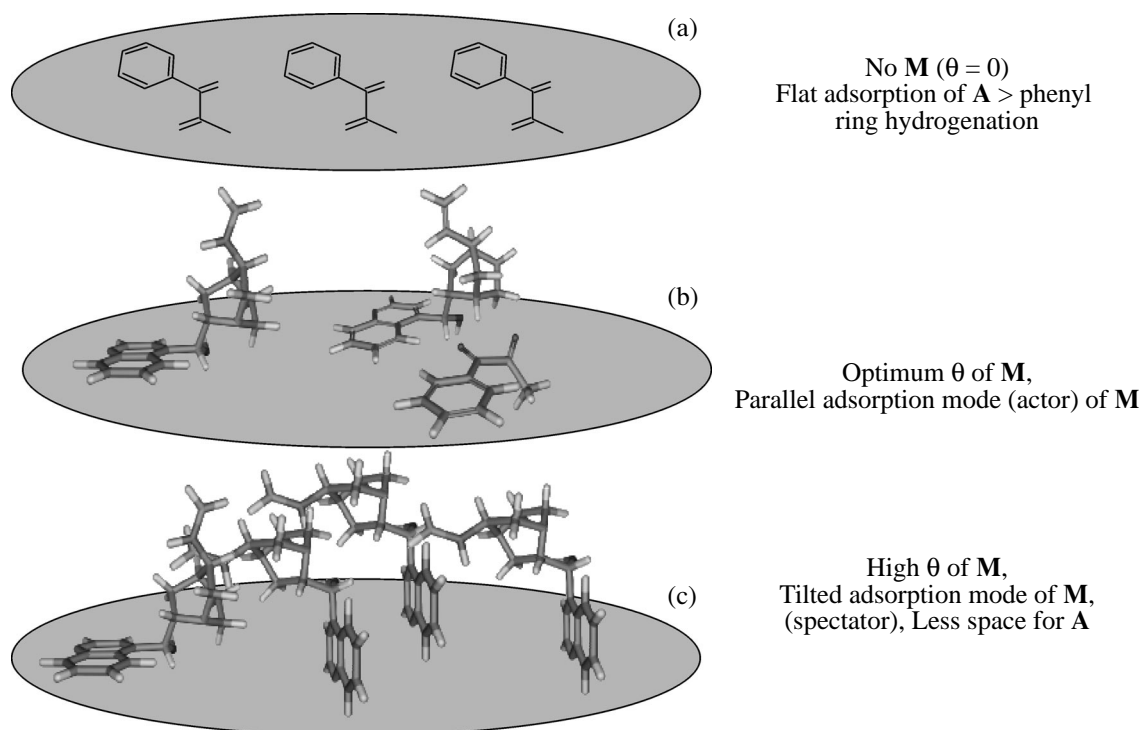 (a)
No M (θ = 0)
Flat adsorption of A > phenyl
ring hydrogenation
(b)
Optimum θ of M,
Parallel adsorption mode (actor) of M
(c)
High θ of M,
Tilted adsorption mode of M,
(spectator), Less space for A